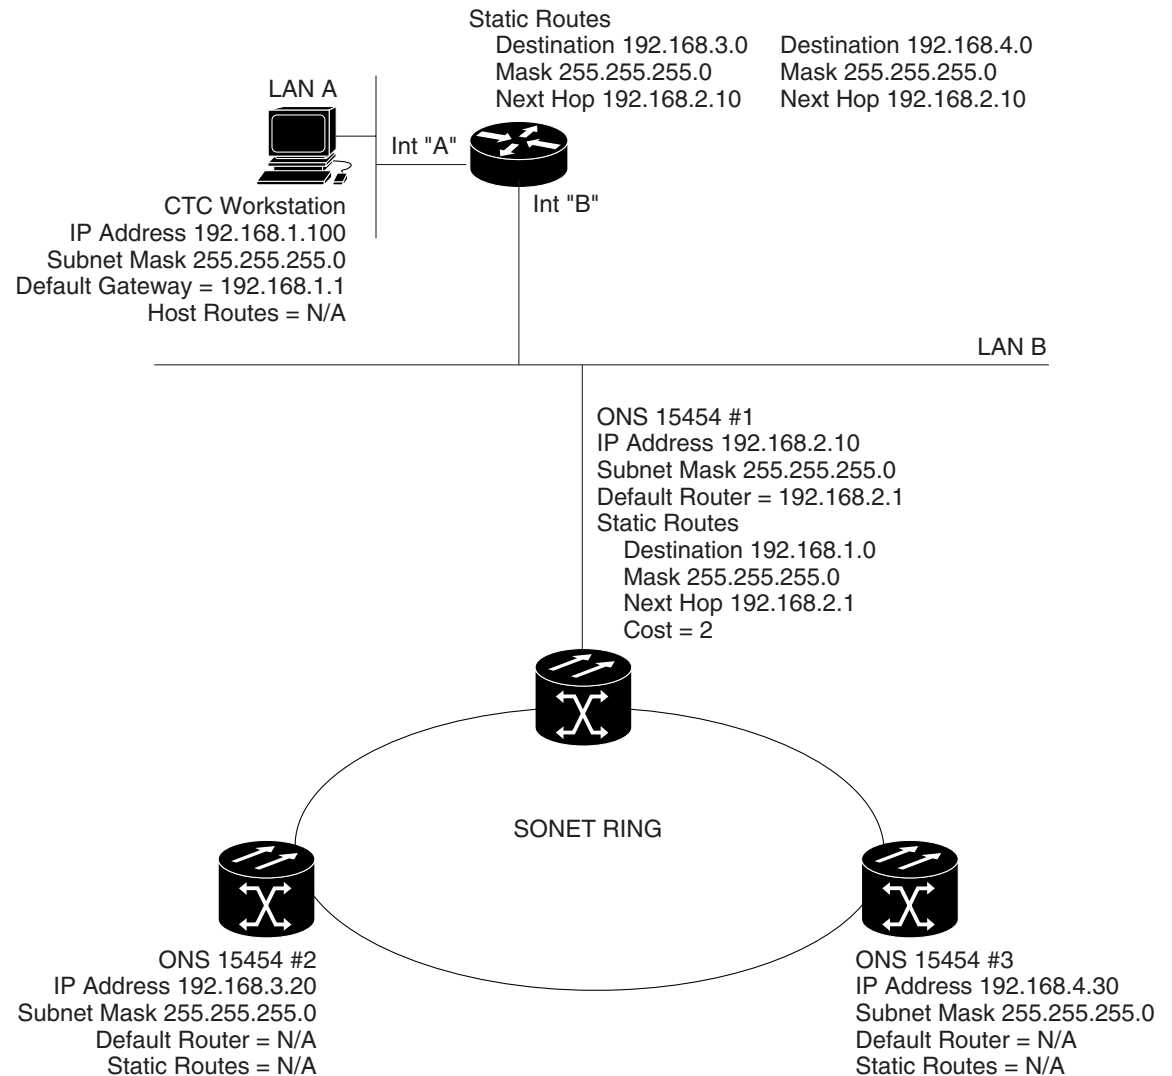 Static Routes
Destination 192.168.3.0
Mask 255.255.255.0
Next Hop 192.168.2.10
Destination 192.168.4.0
Mask 255.255.255.0
Next Hop 192.168.2.10
LAN A
Int "A"
Int "B"
CTC Workstation
IP Address 192.168.1.100
Subnet Mask 255.255.255.0
Default Gateway = 192.168.1.1
Host Routes = N/A
LAN B
ONS 15454 #1
IP Address 192.168.2.10
Subnet Mask 255.255.255.0
Default Router = 192.168.2.1
Static Routes
Destination 192.168.1.0
Mask 255.255.255.0
Next Hop 192.168.2.1
Cost = 2
SONET RING
ONS 15454 #2
IP Address 192.168.3.20
Subnet Mask 255.255.255.0
Default Router = N/A
Static Routes = N/A
ONS 15454 #3
IP Address 192.168.4.30
Subnet Mask 255.255.255.0
Default Router = N/A
Static Routes = N/A